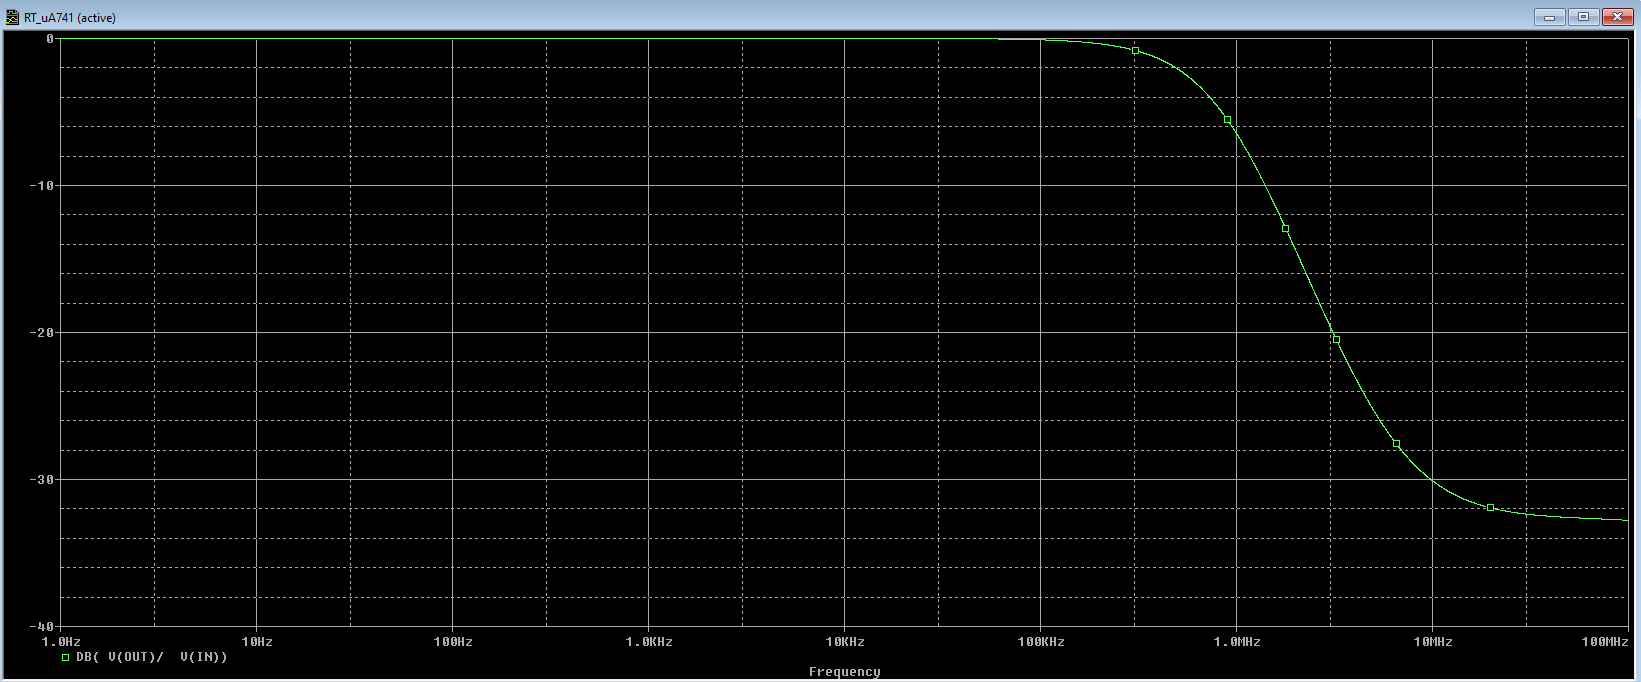 RT_uA741 (active)
0
-10
-20
-30
-40
1.0Hz 10Hz 100Hz 1.0KHz 10KHz 100KHz 1.0MHz 10MHz 100MHz
DB( V(OUT)/ V(IN))
Frequency